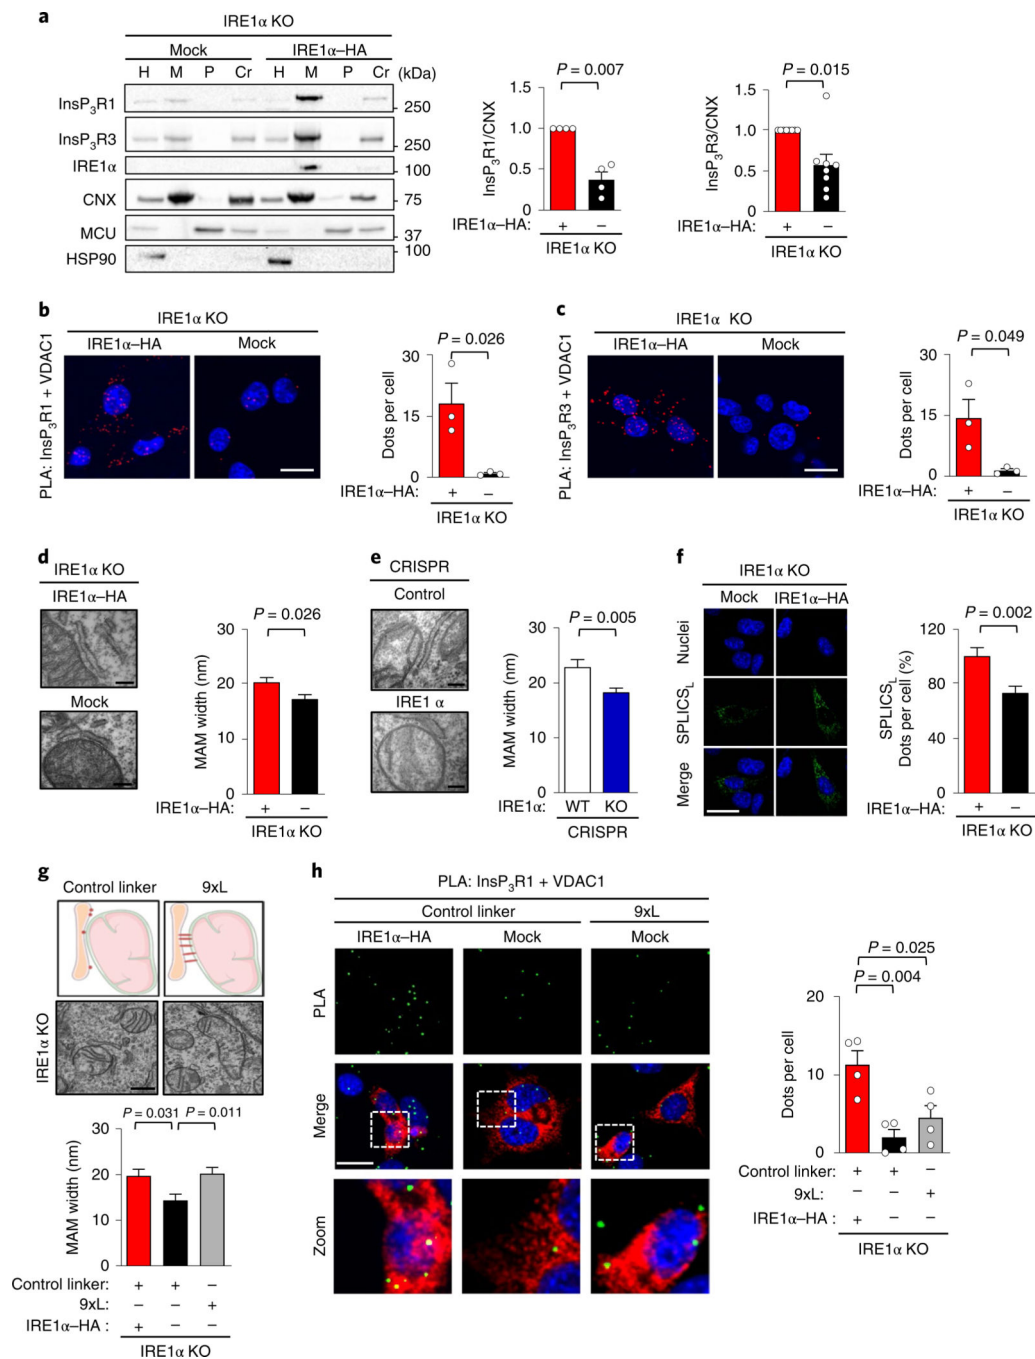 a
IRE1α KO
Mock IRE1α–HA
H M P Cr H M P Cr (kDa)
InsP3R1
250
InsP3R3
250
IRE1α
100
CNX
75
MCU
37
HSP90
100
P = 0.007
InsP3R1/CNX
1.5
1.0
0.5
0
IRE1α–HA: + –
IRE1α KO
P = 0.015
InsP3R3/CNX
1.5
1.0
0.5
0
IRE1α–HA: + –
IRE1α KO
b
IRE1α KO
IRE1α–HA Mock
PLA: InsP3R1 + VDAC1
P = 0.026
Dots per cell
30
15
0
IRE1α–HA: + –
IRE1α KO
c
IRE1α KO
IRE1α–HA Mock
PLA: InsP3R3 + VDAC1
P = 0.049
Dots per cell
30
15
0
IRE1α–HA: + –
IRE1α KO
d
IRE1α KO
IRE1α–HA
Mock
P = 0.026
MAM width (nm)
30
20
10
0
IRE1α–HA: + –
IRE1α KO
e
CRISPR
Control
IRE1 α
P = 0.005
MAM width (nm)
30
20
10
0
IRE1α: WT KO
CRISPR
f
IRE1α KO
Mock IRE1α–HA
Nuclei
SPLICSL
Merge
P = 0.002
SPLICSL
Dots per cell (%)
120
80
40
0
IRE1α–HA: + –
IRE1α KO
g
Control linker 9xL
IRE1α KO
P = 0.031 P = 0.011
MAM width (nm)
30
20
10
0
Control linker: + + –
9xL: – – +
IRE1α–HA : + – –
IRE1α KO
h
PLA: InsP3R1 + VDAC1
Control linker 9xL
IRE1α–HA Mock Mock
PLA
Merge
Zoom
P = 0.025
P = 0.004
Dots per cell
20
10
0
Control linker: + + –
9xL: – – +
IRE1α–HA : + – –
IRE1α KO